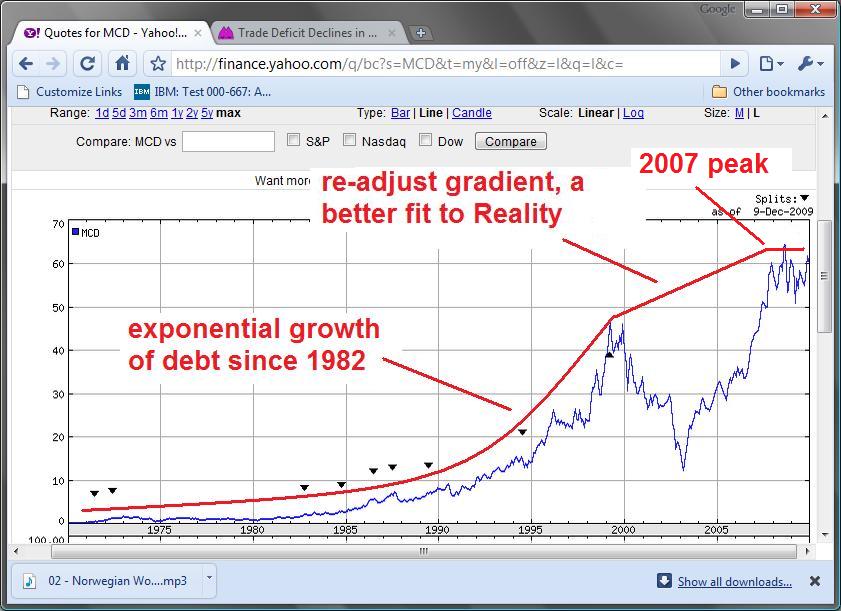 Google
Quotes for MCD - Yahoo!...
Trade Deficit Declines in ...
http://finance.yahoo.com/q/bc?s=MCD&t=my&l=off&z=l&q=l&c=
Customize Links
IBM IBM: Test 000-667: A...
Other bookmarks
Range: 1d 5d 3m 6m 1y 2y 5y max
Type: Bar | Line | Candle
Scale: Linear | Log
Size: M | L
Compare: MCD vs
S&P
Nasdaq
Dow
Compare
Want more
re-adjust gradient, a
better fit to Reality
2007 peak
Splits:▼
as of 9-Dec-2009
MCD
70
60
50
40
30
20
10
0
exponential growth
of debt since 1982
1975
1980
1985
1990
1995
2000
2005
100.00
02 - Norwegian Wo....mp3
Show all downloads...